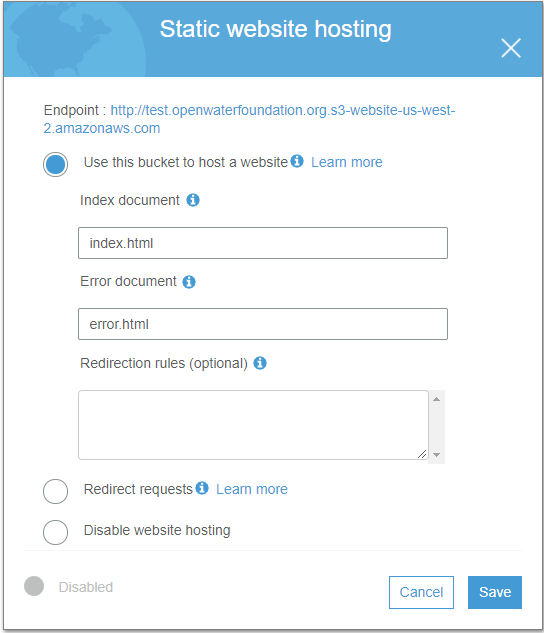 Static website hosting
Endpoint : http://test.openwaterfoundation.org.s3-website-us-west-
2.amazonaws.com
Use this bucket to host a website Learn more
Index document
index.html
Error document
error.html
Redirection rules (optional)
Redirect requests Learn more
Disable website hosting
Disabled Cancel Save